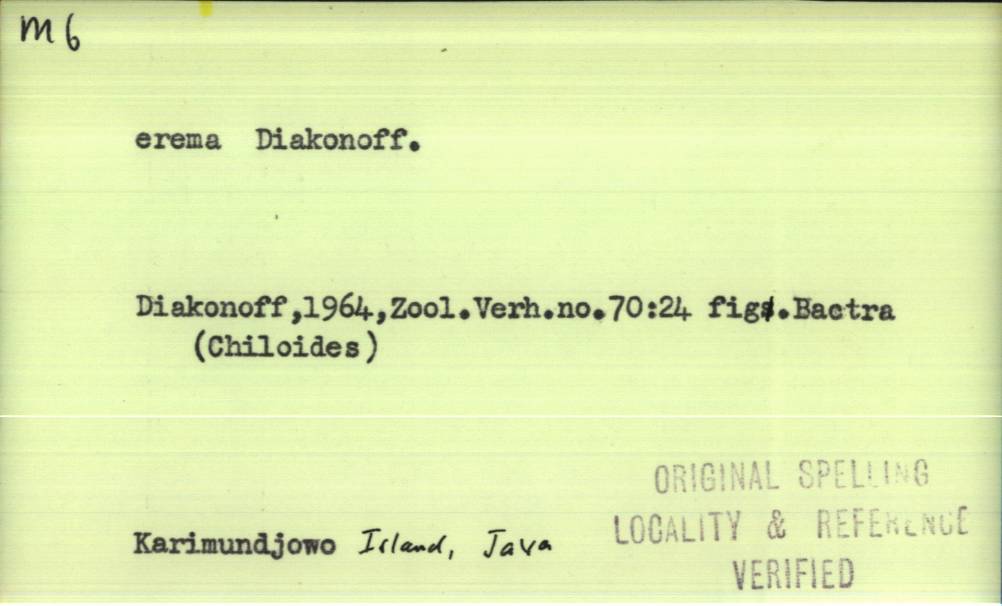 M6
erema Diakonoff.
Diakonoff,1964,Zool.Verh.no.70:24 figs.Bactra
(Chiloides)
Karimundjowo Island, Java
ORIGINAL SPELLING
LOCALITY & REFERENCE
VERIFIED